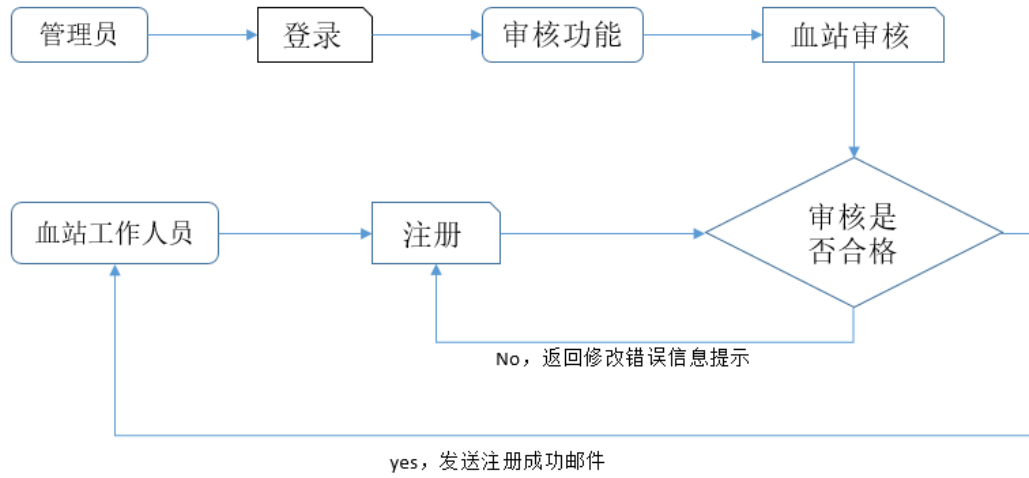 管理员
登录
审核功能
血站审核
血站工作人员
注册
审核是
否合格
No，返回修改错误信息提示
yes，发送注册成功邮件